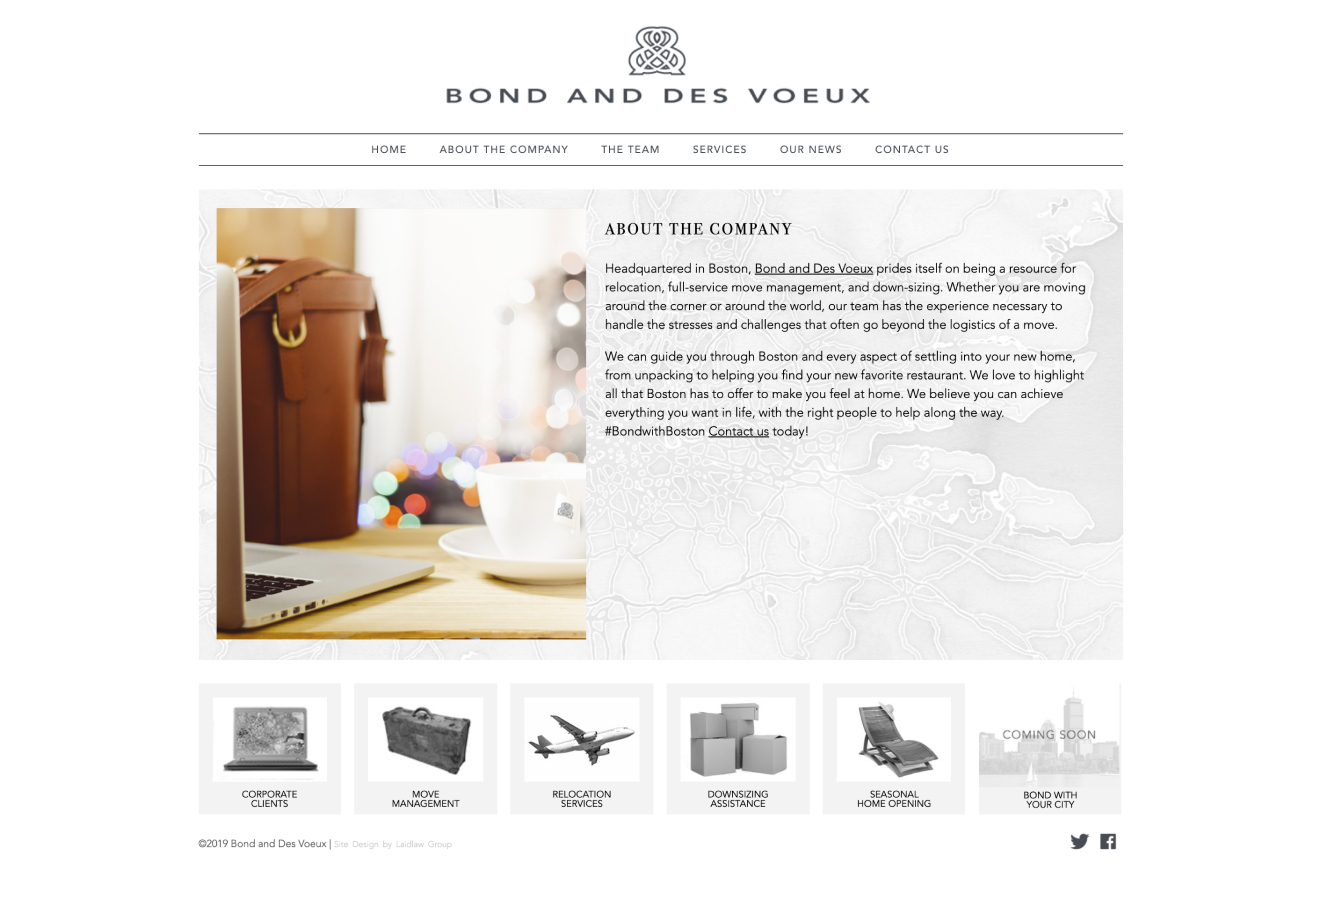 BOND AND DES VOEUX
HOME ABOUT THE COMPANY THE TEAM SERVICES OUR NEWS CONTACT US
ABOUT THE COMPANY
Headquartered in Boston, Bond and Des Voeux prides itself on being a resource for
relocation, full-service move management, and down-sizing. Whether you are moving
around the corner or around the world, our team has the experience necessary to
handle the stresses and challenges that often go beyond the logistics of a move.
We can guide you through Boston and every aspect of settling into your new home,
from unpacking to helping you find your new favorite restaurant. We love to highlight
all that Boston has to offer to make you feel at home. We believe you can achieve
everything you want in life, with the right people to help along the way.
#BondwithBoston Contact us today!
CORPORATE
CLIENTS
MOVE
MANAGEMENT
RELOCATION
SERVICES
DOWNSIZING
ASSISTANCE
SEASONAL
HOME OPENING
COMING SOON
BOND WITH
YOUR CITY
©2019 Bond and Des Voeux | Site Design by Laidlaw Group